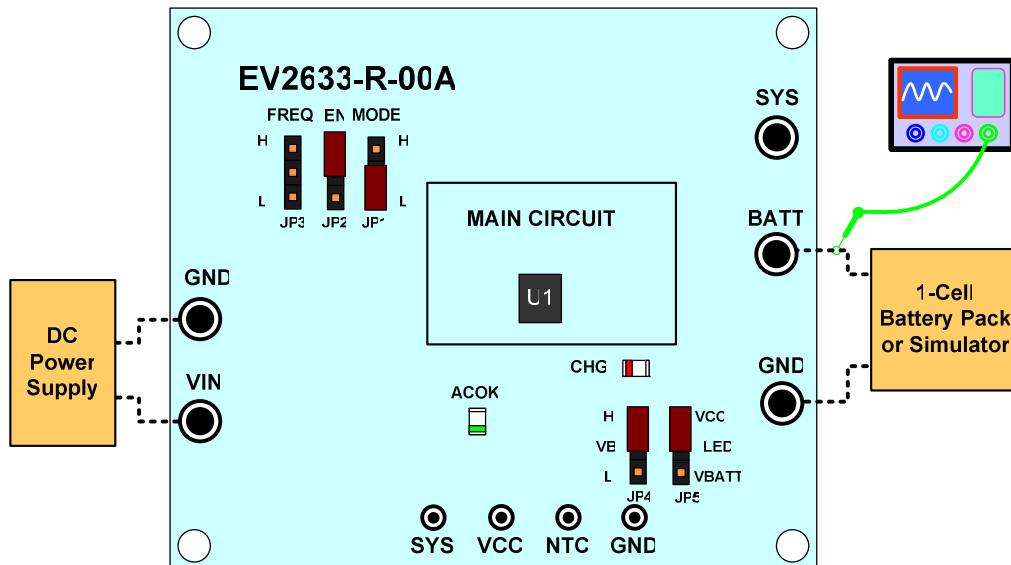 EV2633-R-00A
FREQ EN MODE
H H
L L
JP3 JP2 JP1
SYS
MAIN CIRCUIT
BATT
U1
GND
DC
Power
Supply
VIN
1-Cell
Battery Pack
or Simulator
GND
CHG
ACOK
H VCC
VB LED
L VBATT
JP4 JP5
SYS VCC NTC GND